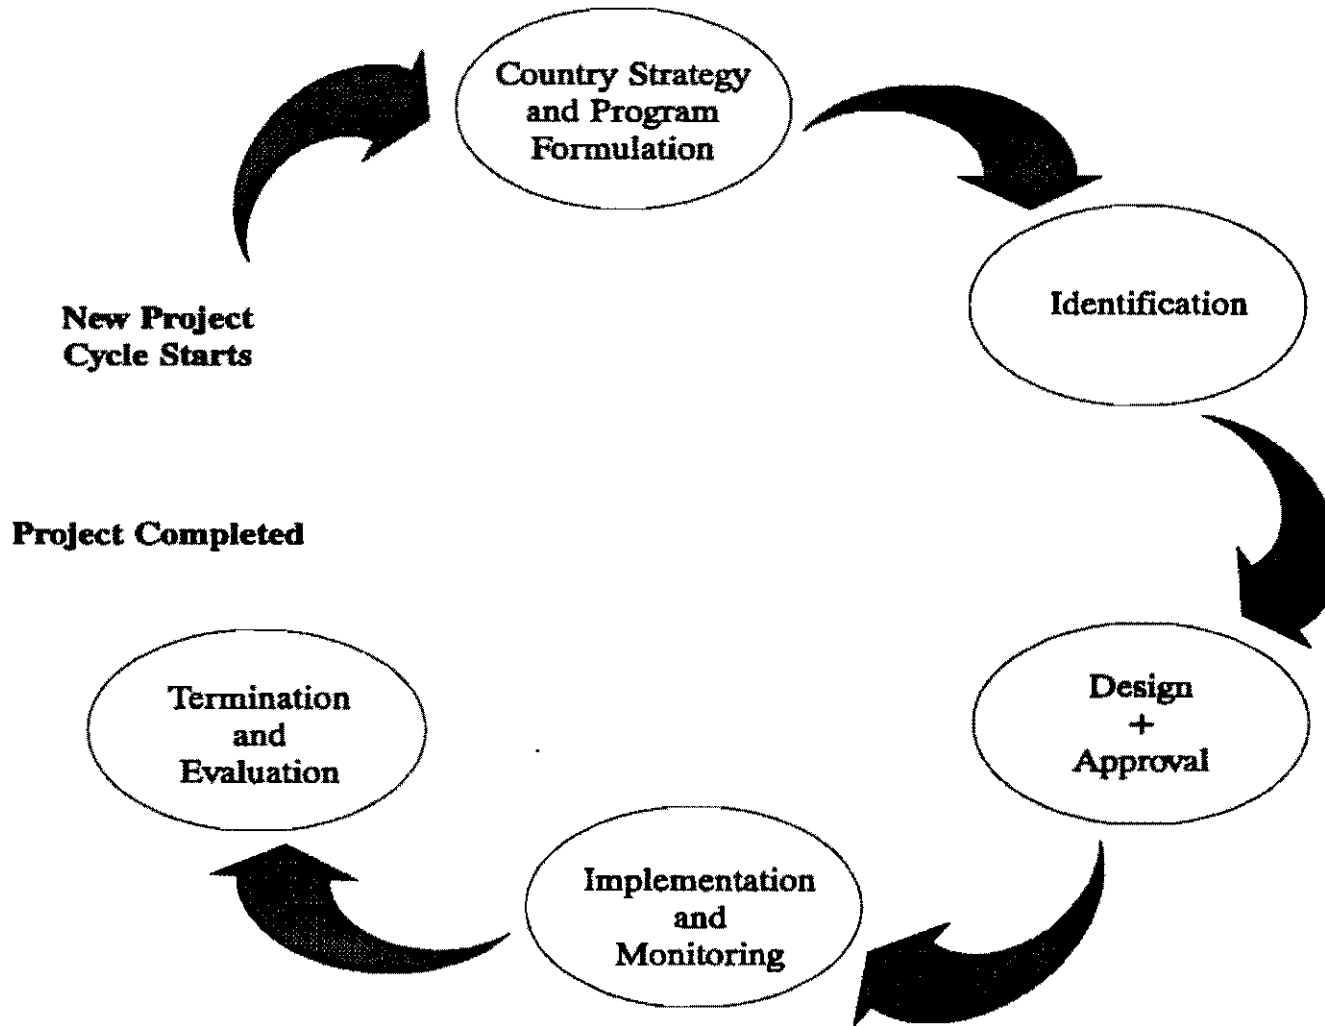 Country Strategy
and Program
Formulation
Identification
New Project
Cycle Starts
Project Completed
Design
+
Approval
Termination
and
Evaluation
Implementation
and
Monitoring